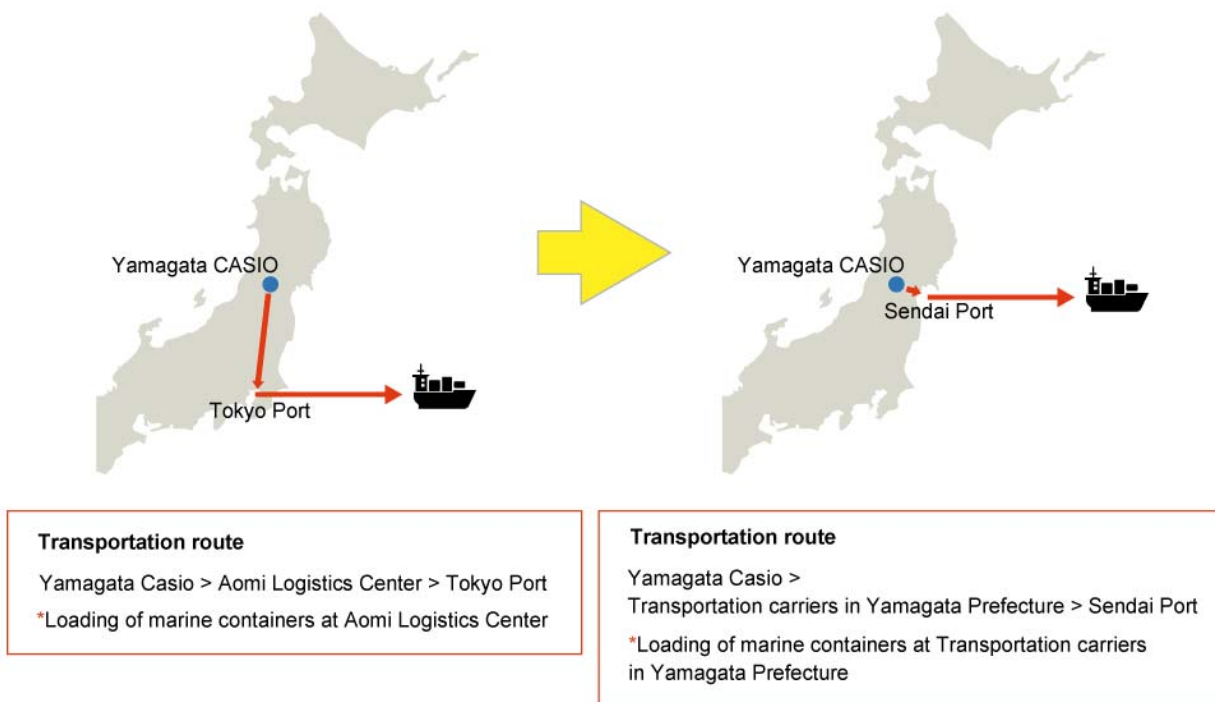 Yamagata CASIO
Tokyo Port
Yamagata CASIO
Sendai Port
Transportation route
Yamagata Casio > Aomi Logistics Center > Tokyo Port
*Loading of marine containers at Aomi Logistics Center
Transportation route
Yamagata Casio >
Transportation carriers in Yamagata Prefecture > Sendai Port
*Loading of marine containers at Transportation carriers
in Yamagata Prefecture